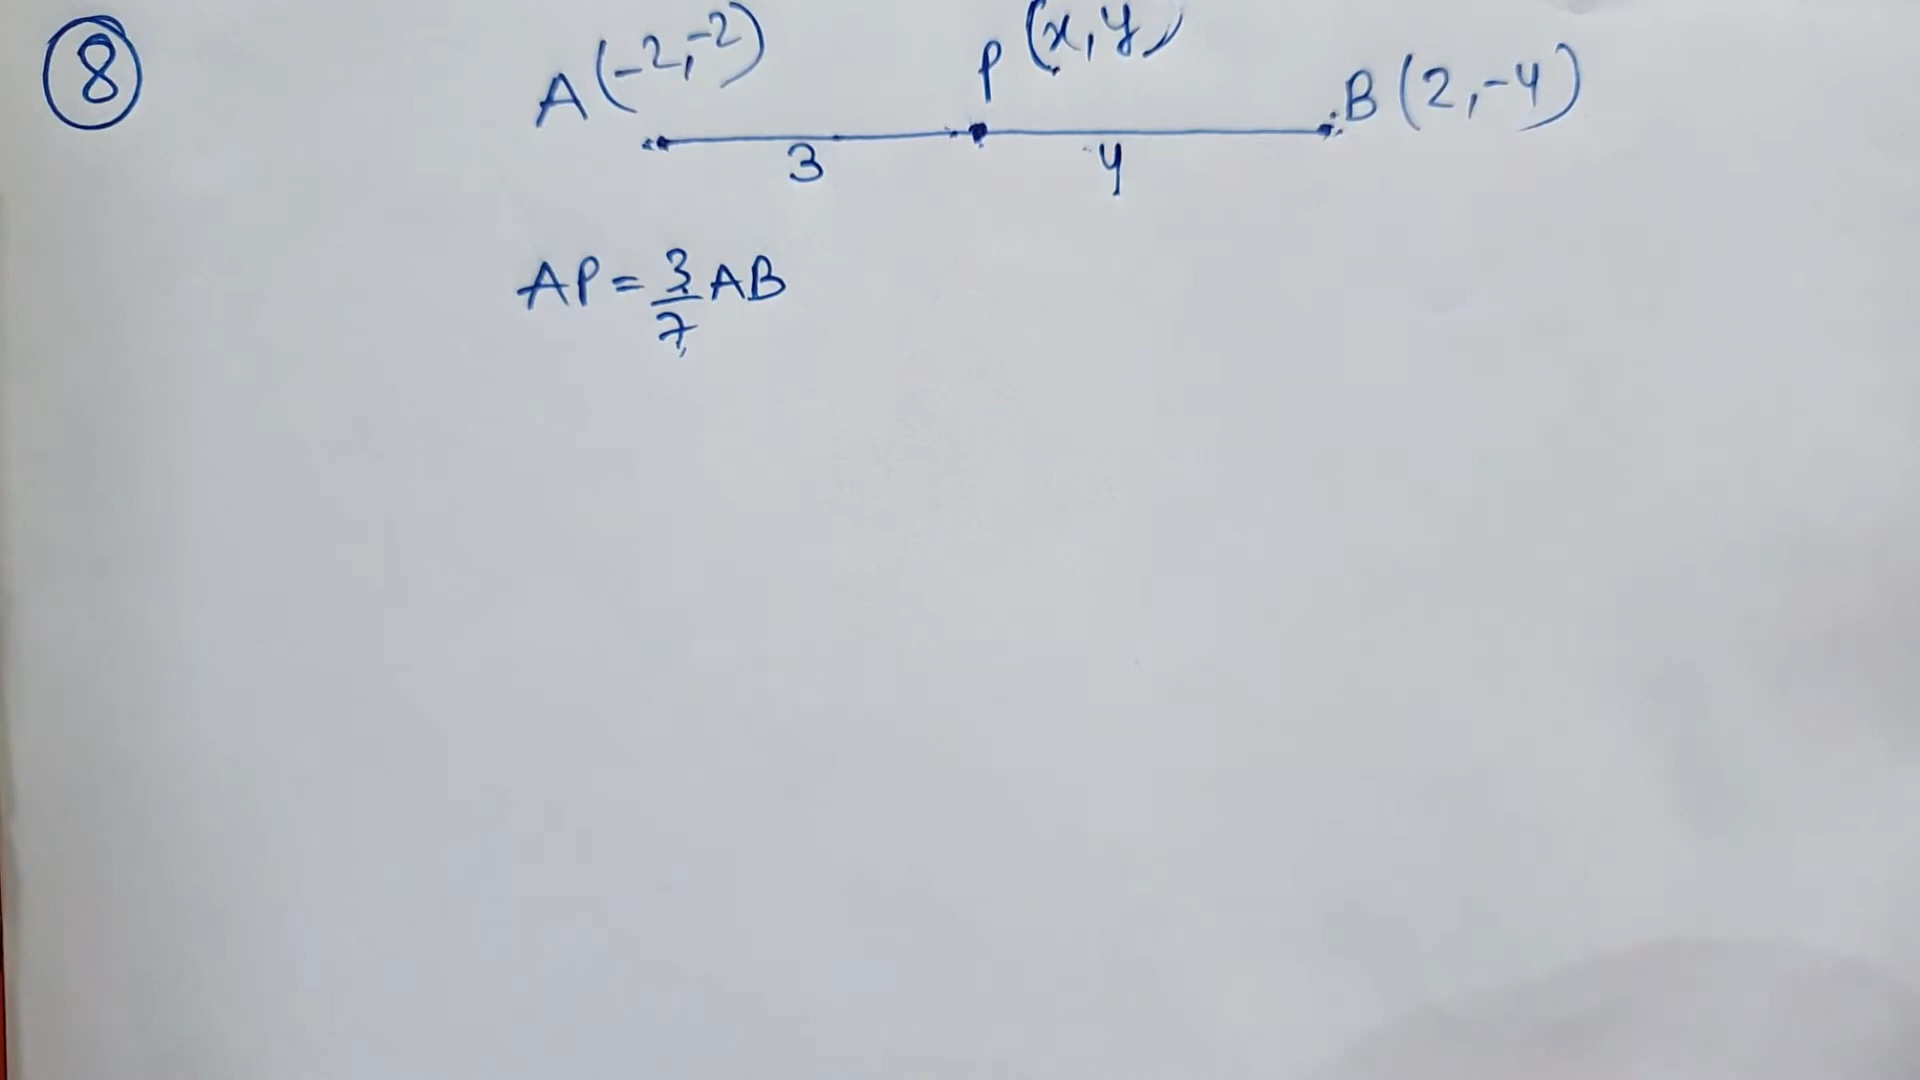 8
A(-2,-2) P(x,y) B(2,-4)
3 4
AP = 3/7 AB